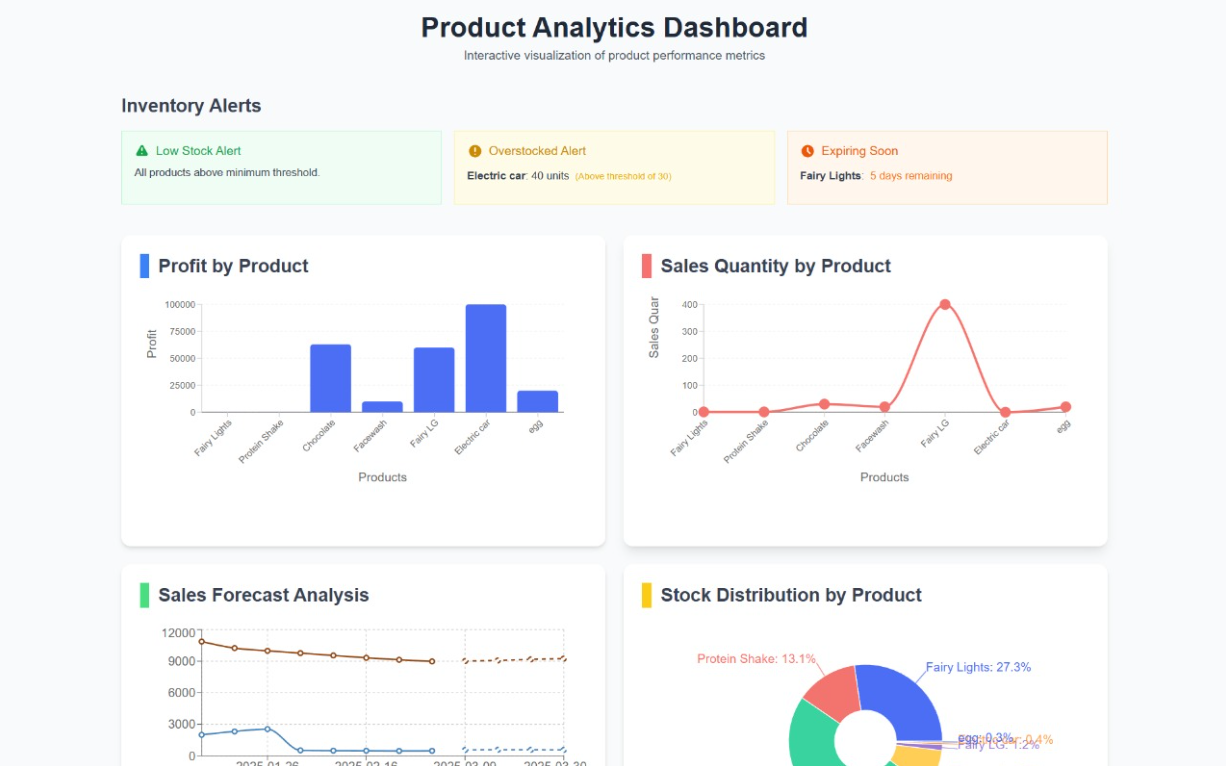 Product Analytics Dashboard
Interactive visualization of product performance metrics
Inventory Alerts
Low Stock Alert
All products above minimum threshold.
Overstocked Alert
Electric car: 40 units (Above threshold of 30)
Expiring Soon
Fairy Lights: 5 days remaining
Profit by Product
100000
75000
50000
25000
0
Profit
Fairy Lights
Protein Shake
Chocolate
Facewash
Fairy LG
Electric car
egg
Products
Sales Quantity by Product
400
300
200
100
0
Sales Quar
Fairy Lights
Protein Shake
Chocolate
Facewash
Fairy LG
Electric car
egg
Products
Sales Forecast Analysis
12000
9000
6000
3000
0
2025-01-26
2025-02-16
2025-03-09
2025-03-30
Stock Distribution by Product
Protein Shake: 13.1%
Fairy Lights: 27.3%
egg: 0.3%
0.4%
Fairy LG: 1.2%